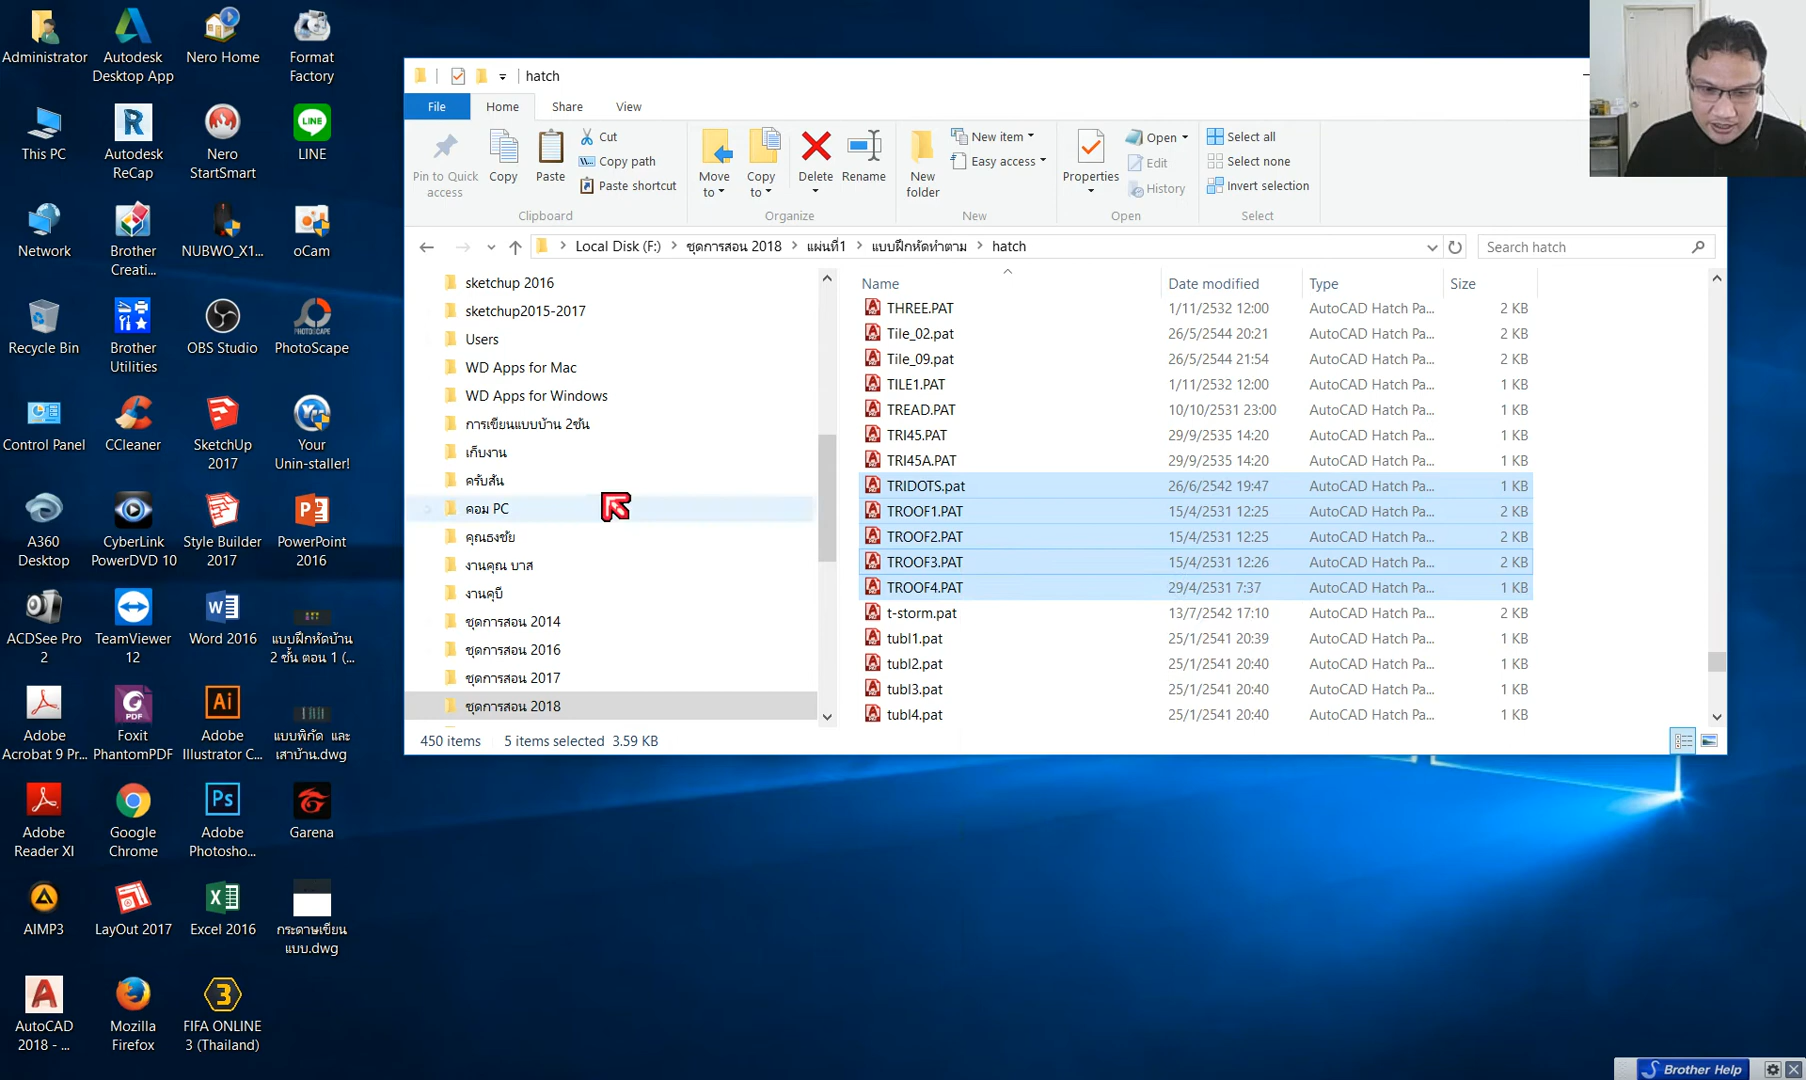 Administrator
Autodesk
Desktop App
Nero Home
Format
Factory
This PC
Autodesk
ReCap
Nero
StartSmart
LINE
Network
Brother
Creati...
NUBWO_X1...
oCam
Recycle Bin
Brother
Utilities
OBS Studio
PhotoScape
Control Panel
CCleaner
SketchUp
2017
Your
Unin-staller!
A360
Desktop
CyberLink
PowerDVD 10
Style Builder
2017
PowerPoint
2016
ACDSee Pro
2
TeamViewer
12
Word 2016
แบบฝึกหัดบ้าน
2 ชั้น ตอน 1 (...
Adobe
Acrobat 9 Pr...
Foxit
PhantomPDF
Adobe
Illustrator C...
แบบพิกัด และ
เสาบ้าน.dwg
Adobe
Reader XI
Google
Chrome
Adobe
Photosho...
Garena
AIMP3
LayOut 2017
Excel 2016
กระดาษเขียน
แบบ.dwg
AutoCAD
2018 - ...
Mozilla
Firefox
FIFA ONLINE
3 (Thailand)
hatch
File
Home
Share
View
Pin to Quick
access
Copy
Paste
Cut
Copy path
Paste shortcut
Clipboard
Move
to
Copy
to
Delete
Rename
Organize
New
folder
New item
Easy access
New
Properties
Open
Edit
History
Open
Select all
Select none
Invert selection
Select
Local Disk (F:) > ชุดการสอน 2018 > แผ่นที่1 > แบบฝึกหัดทำตาม > hatch
Search hatch
sketchup 2016
sketchup2015-2017
Users
WD Apps for Mac
WD Apps for Windows
การเขียนแบบบ้าน 2ชั้น
เก็บงาน
ครับสั้น
คอม PC
คุณธงชัย
งานคุณ บาส
งานคุบี
ชุดการสอน 2014
ชุดการสอน 2016
ชุดการสอน 2017
ชุดการสอน 2018
Name Date modified Type Size
THREE.PAT 1/11/2532 12:00 AutoCAD Hatch Pa... 2 KB
Tile_02.pat 26/5/2544 20:21 AutoCAD Hatch Pa... 2 KB
Tile_09.pat 26/5/2544 21:54 AutoCAD Hatch Pa... 2 KB
TILE1.PAT 1/11/2532 12:00 AutoCAD Hatch Pa... 1 KB
TREAD.PAT 10/10/2531 23:00 AutoCAD Hatch Pa... 1 KB
TRI45.PAT 29/9/2535 14:20 AutoCAD Hatch Pa... 1 KB
TRI45A.PAT 29/9/2535 14:20 AutoCAD Hatch Pa... 1 KB
TRIDOTS.pat 26/6/2542 19:47 AutoCAD Hatch Pa... 1 KB
TROOF1.PAT 15/4/2531 12:25 AutoCAD Hatch Pa... 2 KB
TROOF2.PAT 15/4/2531 12:25 AutoCAD Hatch Pa... 2 KB
TROOF3.PAT 15/4/2531 12:26 AutoCAD Hatch Pa... 2 KB
TROOF4.PAT 29/4/2531 7:37 AutoCAD Hatch Pa... 1 KB
t-storm.pat 13/7/2542 17:10 AutoCAD Hatch Pa... 2 KB
tubl1.pat 25/1/2541 20:39 AutoCAD Hatch Pa... 1 KB
tubl2.pat 25/1/2541 20:40 AutoCAD Hatch Pa... 1 KB
tubl3.pat 25/1/2541 20:40 AutoCAD Hatch Pa... 1 KB
tubl4.pat 25/1/2541 20:40 AutoCAD Hatch Pa... 1 KB
450 items 5 items selected 3.59 KB
Brother Help